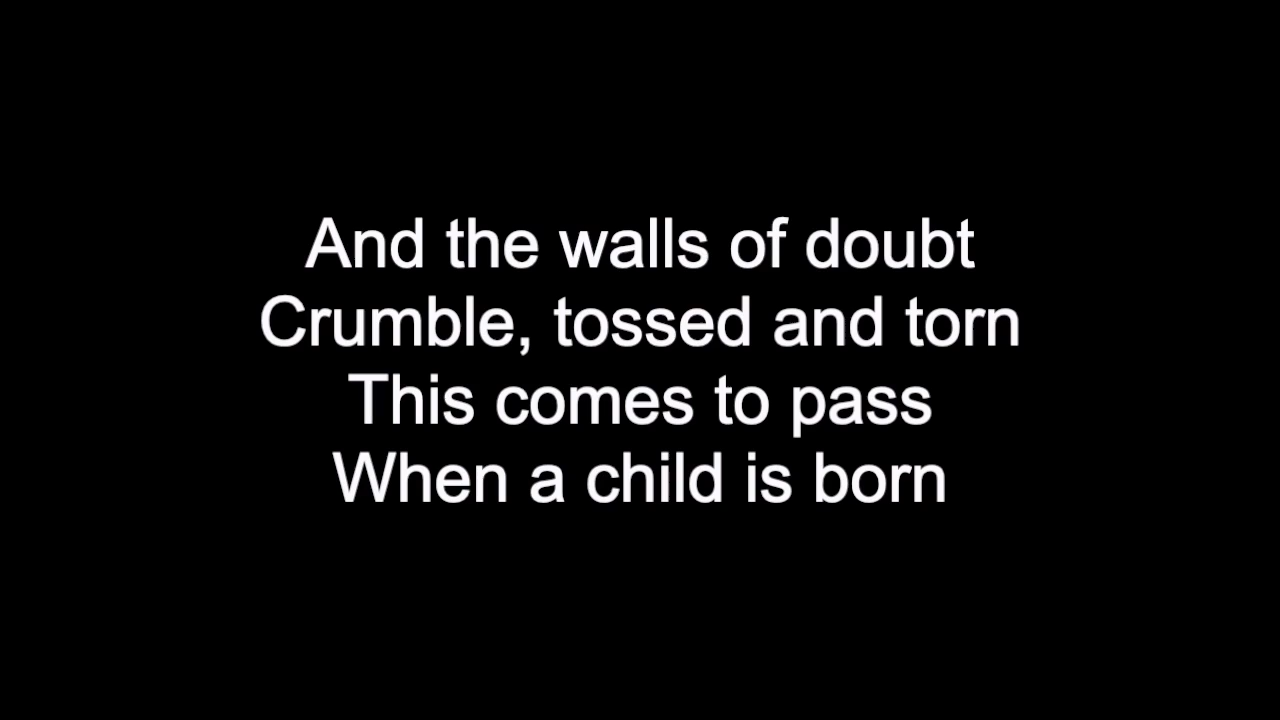 And the walls of doubt
Crumble, tossed and torn
This comes to pass
When a child is born